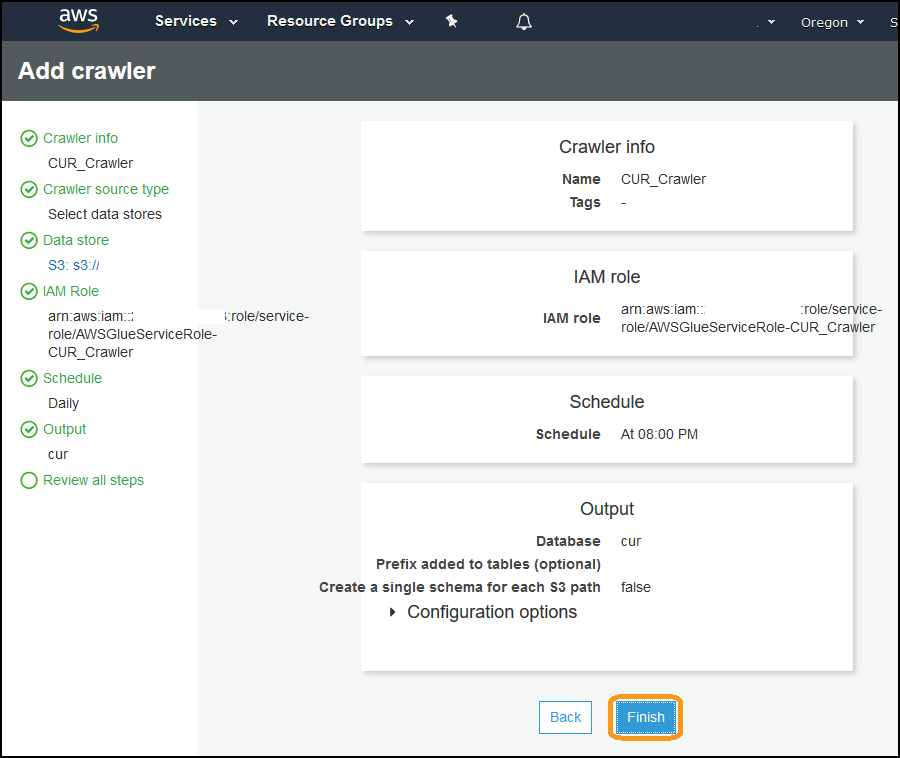 aws Services Resource Groups Oregon S
Add crawler
Crawler info
CUR_Crawler
Crawler source type
Select data stores
Data store
S3: s3://
IAM Role
arn:aws:iam:: :role/service-
role/AWSGlueServiceRole-
CUR_Crawler
Schedule
Daily
Output
cur
Review all steps
Crawler info
Name CUR_Crawler
Tags -
IAM role
IAM role arn:aws:iam:: :role/service-
role/AWSGlueServiceRole-CUR_Crawler
Schedule
Schedule At 08:00 PM
Output
Database cur
Prefix added to tables (optional)
Create a single schema for each S3 path false
Configuration options
Back Finish